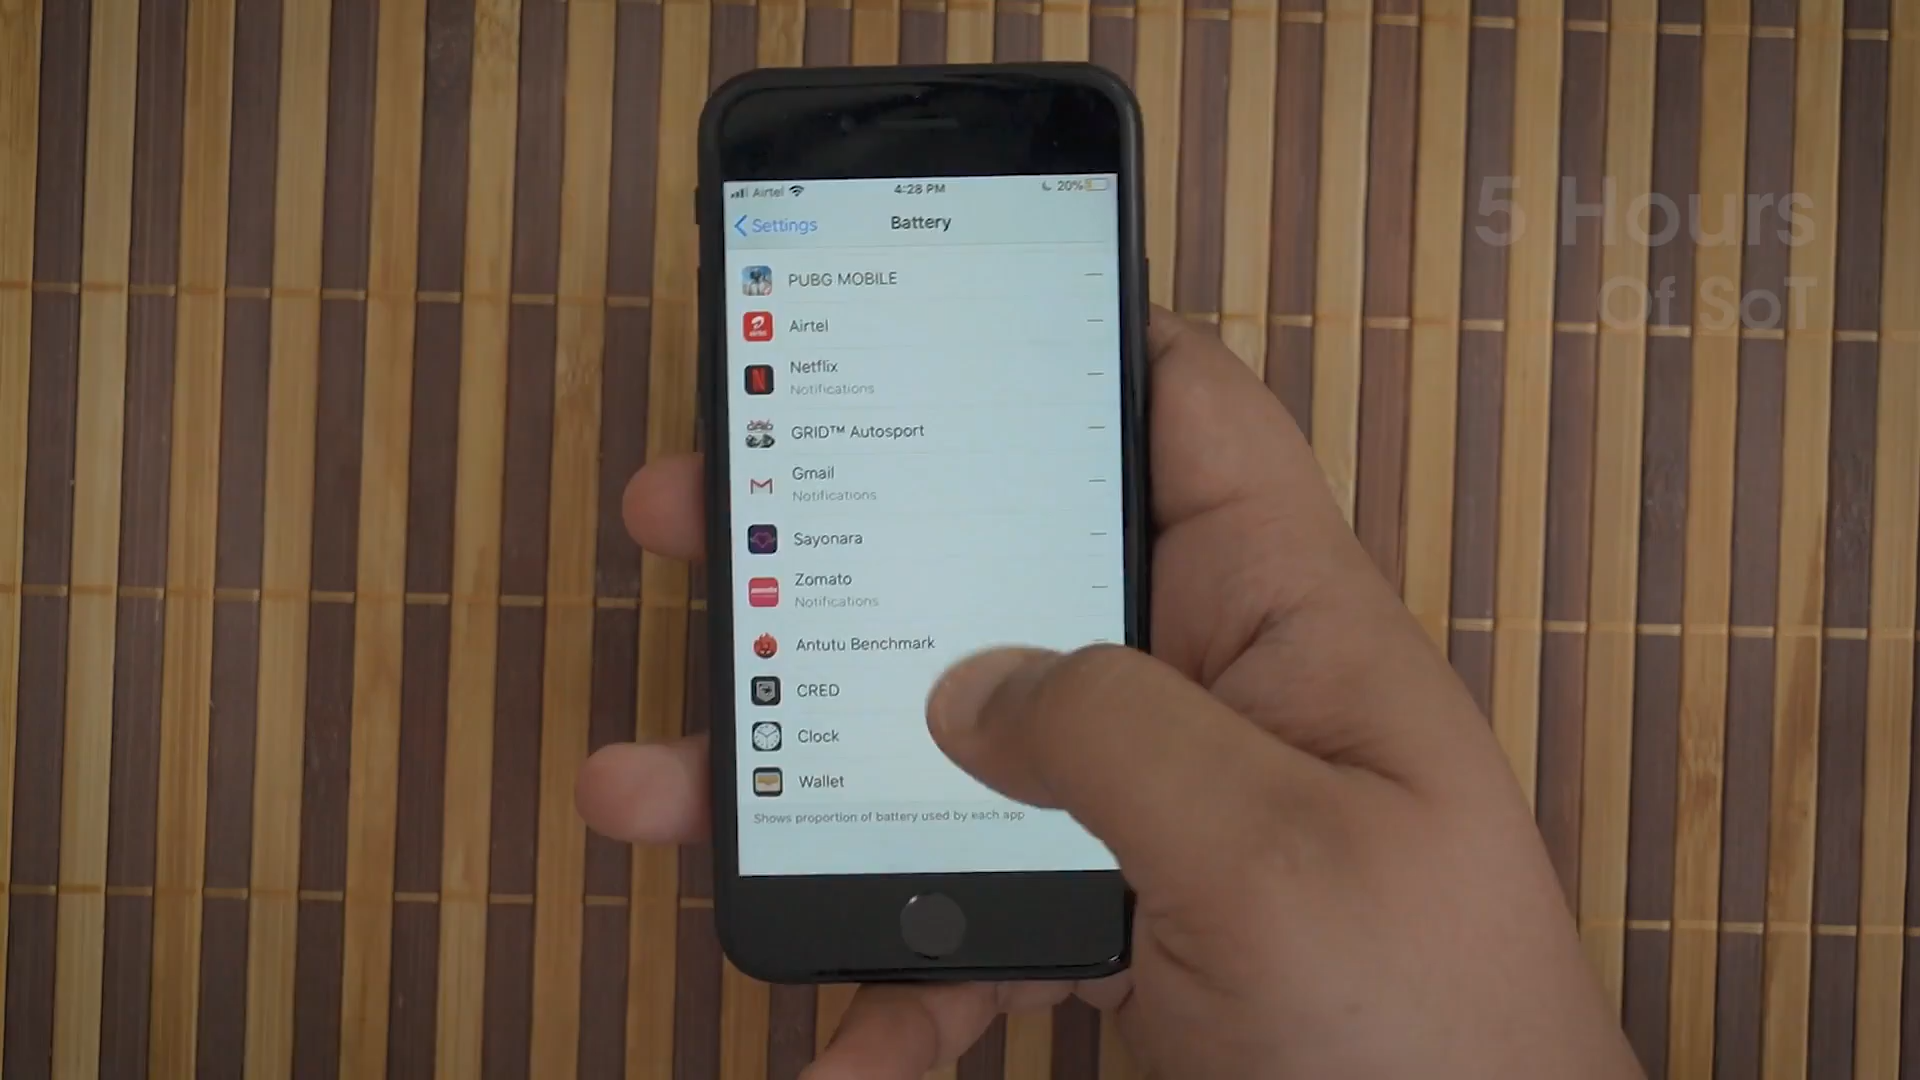 Airtel
4:28 PM
20%
Settings
Battery
PUBG MOBILE
Airtel
Netflix
Notifications
GRID™ Autosport
Gmail
Notifications
Sayonara
Zomato
Notifications
Antutu Benchmark
CRED
Clock
Wallet
Shows proportion of battery used by each app
5 Hours
Of SoT